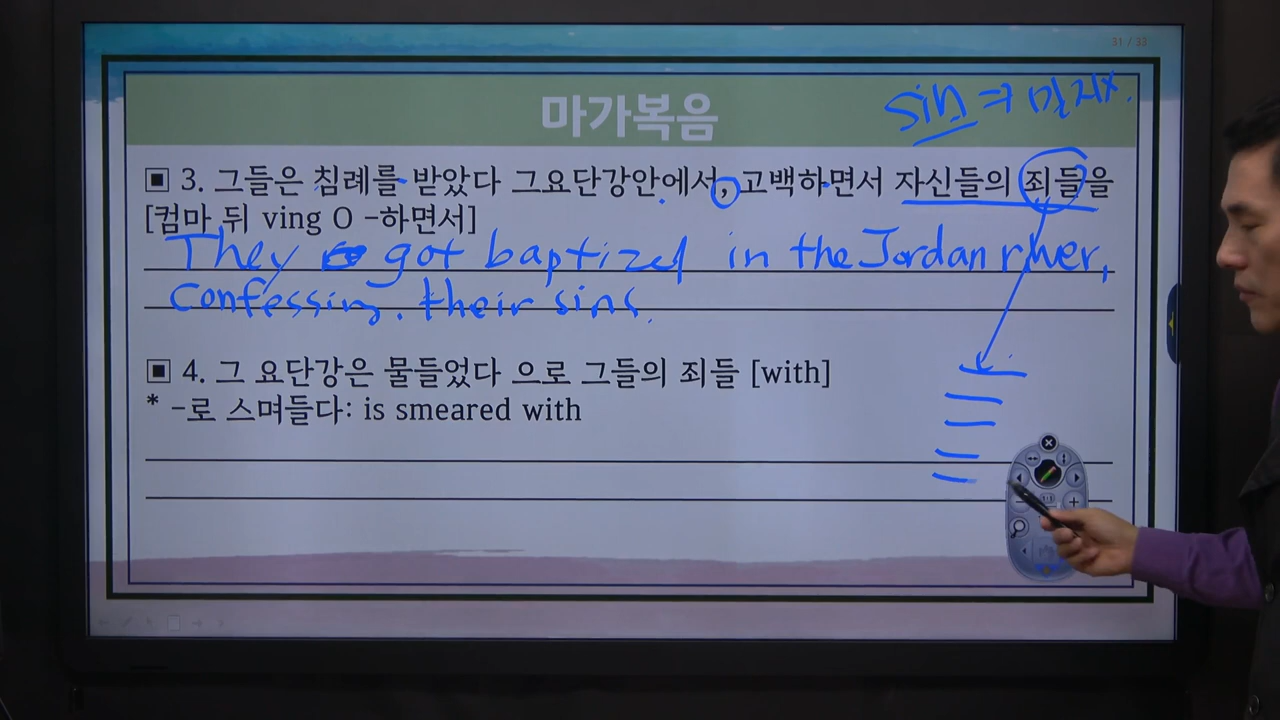 31 / 33
마가복음
sin ⇒
▣ 3. 그들은 침례를 받았다 그요단강안에서, 고백하면서 자신들의 죄들을
[컴마 뒤 ving O -하면서]
They got baptized in the Jordan river,
Confessing. their sins.
▣ 4. 그 요단강은 물들었다 으로 그들의 죄들 [with]
* -로 스며들다: is smeared with